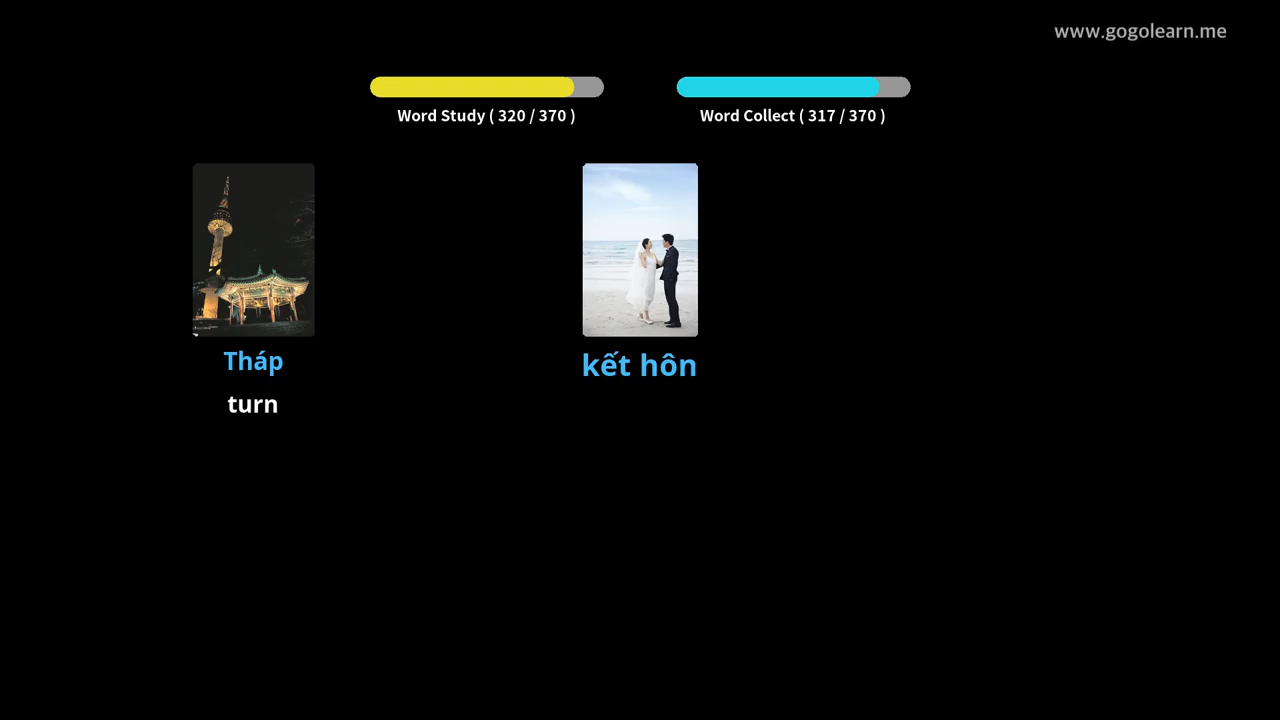 www.gogolearn.me
Word Study ( 320 / 370 )
Word Collect ( 317 / 370 )
Tháp
turn
kết hôn